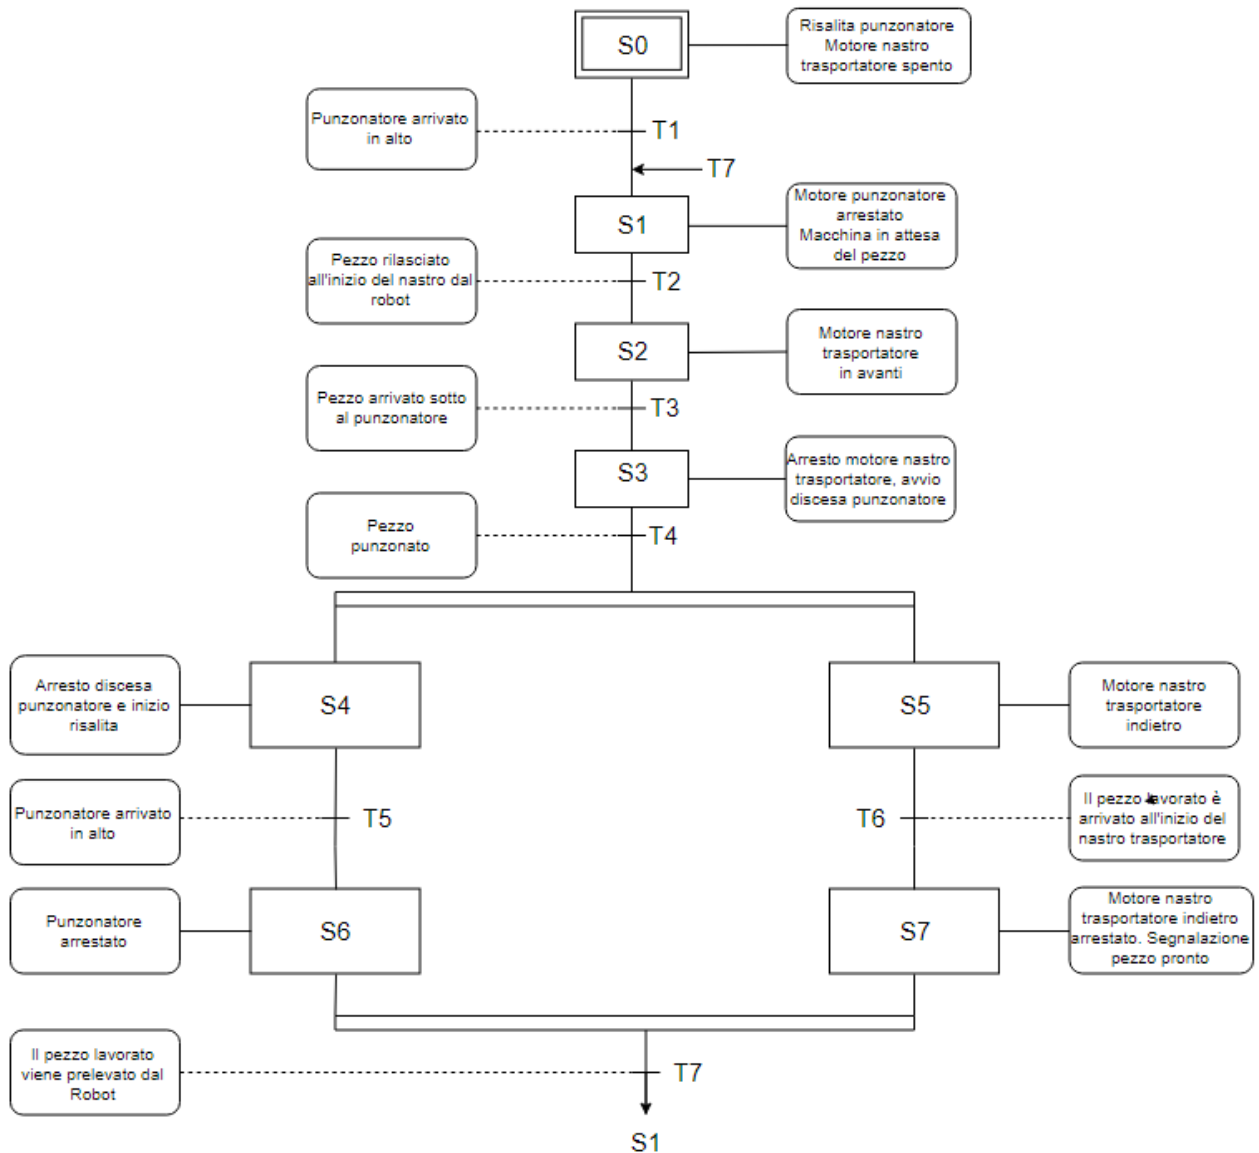 S0
Risalita punzonatore
Motore nastro
trasportatore spento
Punzonatore arrivato
in alto
T1
T7
S1
Motore punzonatore
arrestato
Macchina in attesa
del pezzo
Pezzo rilasciato
all'inizio del nastro dal
robot
T2
S2
Motore nastro
trasportatore
in avanti
Pezzo arrivato sotto
al punzonatore
T3
S3
Arresto motore nastro
trasportatore, avvio
discesa punzonatore
Pezzo
punzonato
T4
Arresto discesa
punzonatore e inizio
risalita
S4
S5
Motore nastro
trasportatore
indietro
Punzonatore arrivato
in alto
T5
T6
Il pezzo lavorato è
arrivato all'inizio del
nastro trasportatore
Punzonatore
arrestato
S6
S7
Motore nastro
trasportatore indietro
arrestato. Segnalazione
pezzo pronto
Il pezzo lavorato
viene prelevato dal
Robot
T7
S1